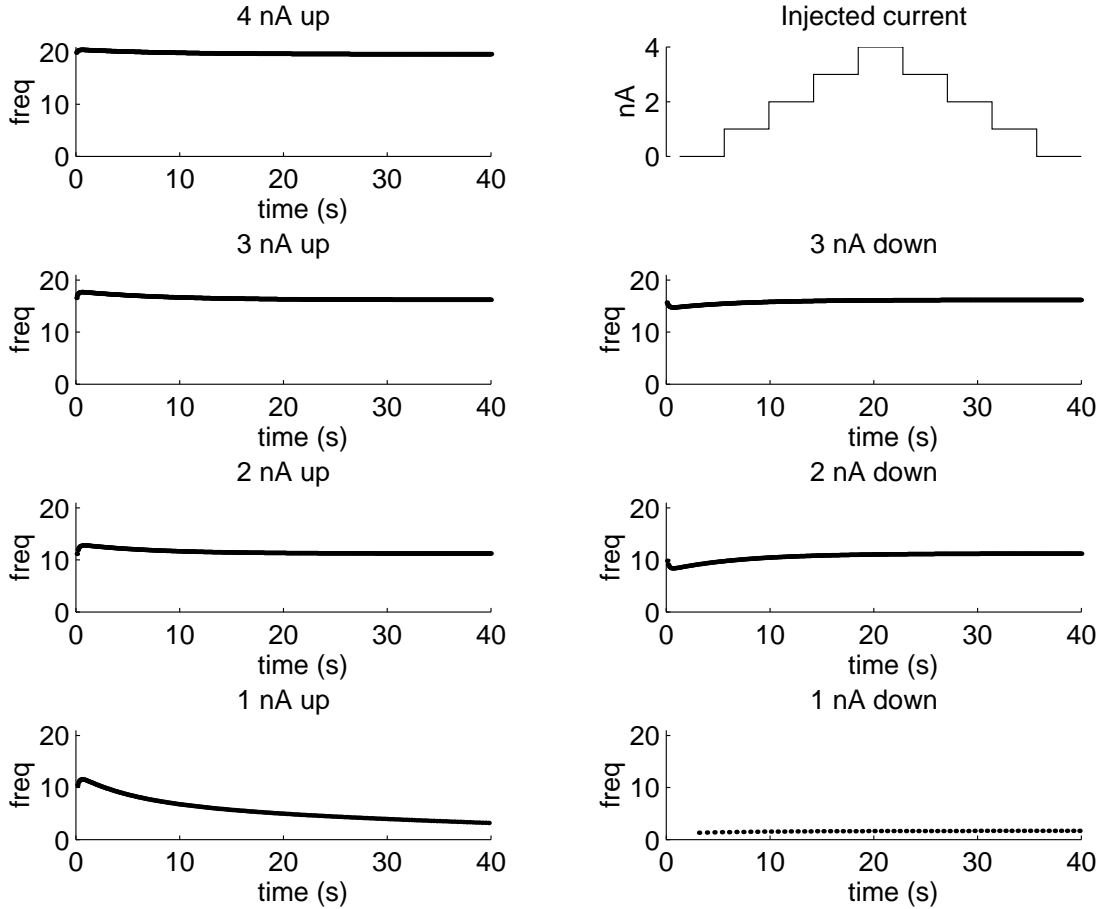 4 nA up
20
10
0
freq
0 10 20 30 40
time (s)
Injected current
4
2
0
nA
3 nA up
20
10
0
freq
0 10 20 30 40
time (s)
3 nA down
20
10
0
freq
0 10 20 30 40
time (s)
2 nA up
20
10
0
freq
0 10 20 30 40
time (s)
2 nA down
20
10
0
freq
0 10 20 30 40
time (s)
1 nA up
20
10
0
freq
0 10 20 30 40
time (s)
1 nA down
20
10
0
freq
0 10 20 30 40
time (s)